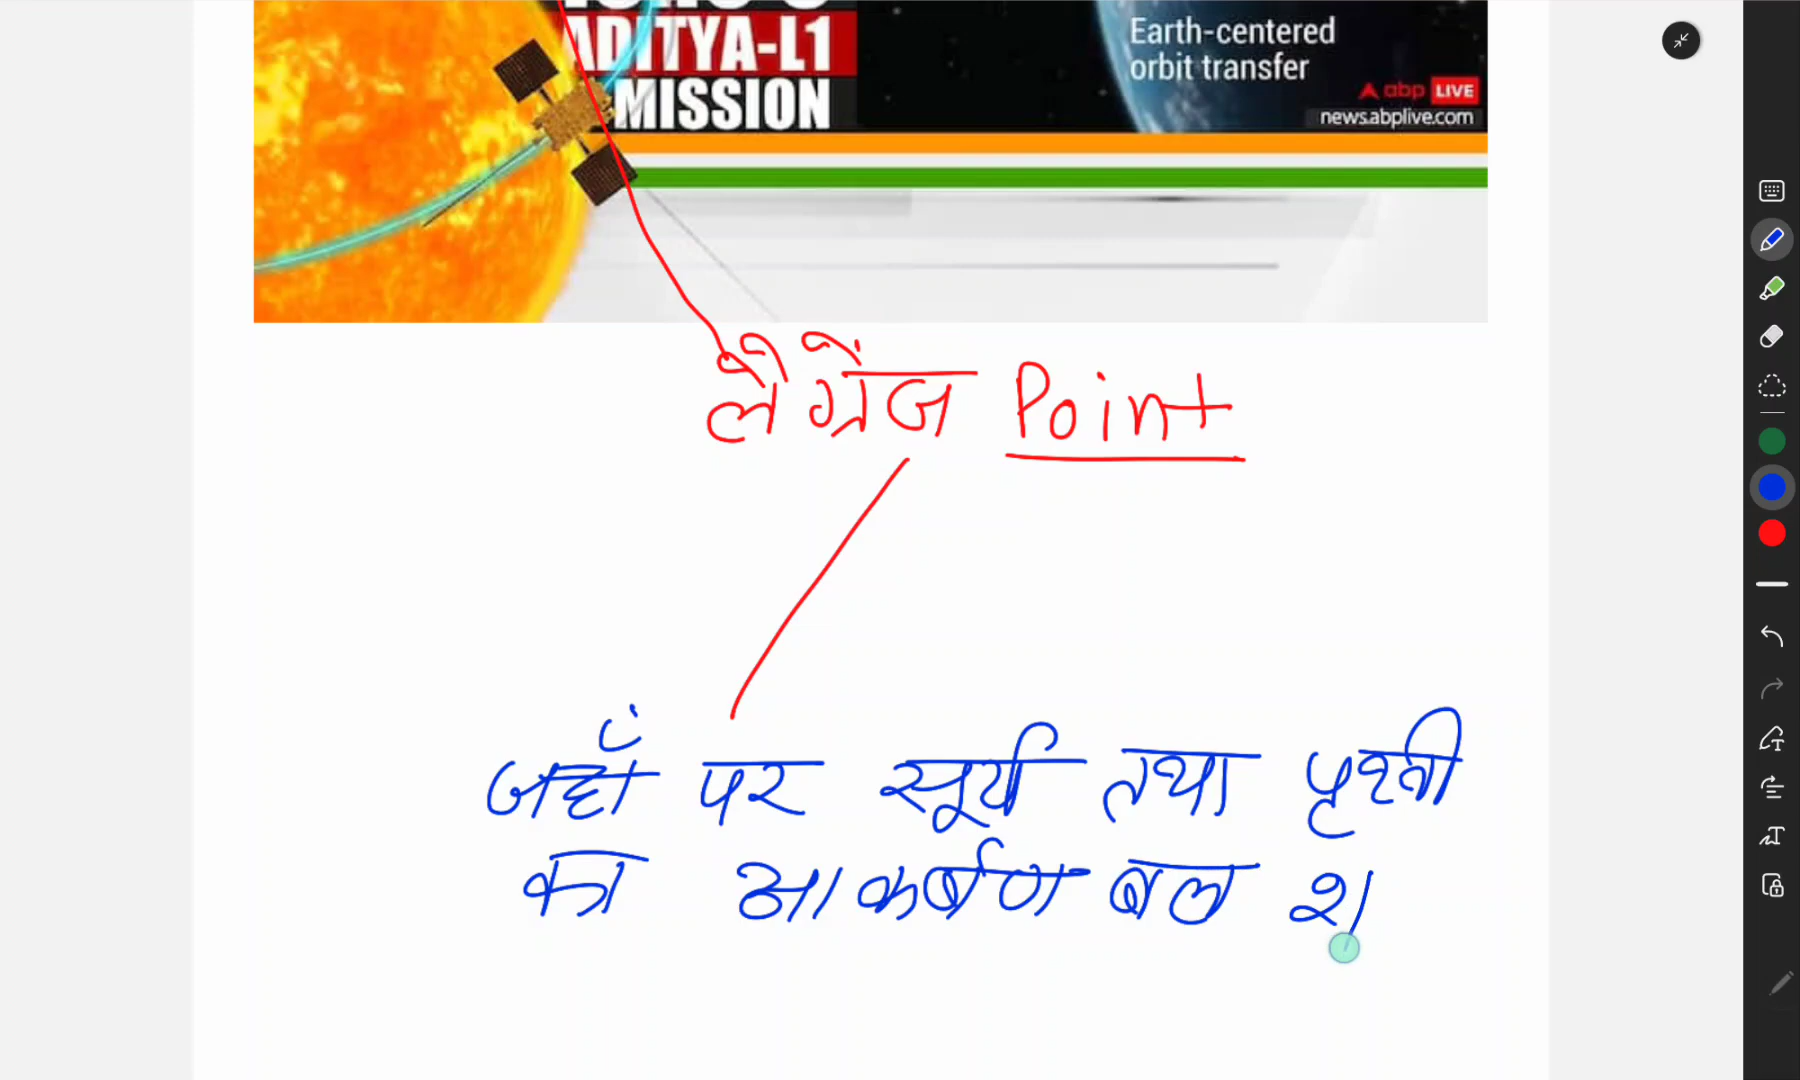 ADITYA-L1
MISSION
Earth-centered
orbit transfer
abp LIVE
news.abplive.com
लैग्रेंज Point
जहाँ पर सूर्य तथा पृथ्वी
का आकर्षण बल श